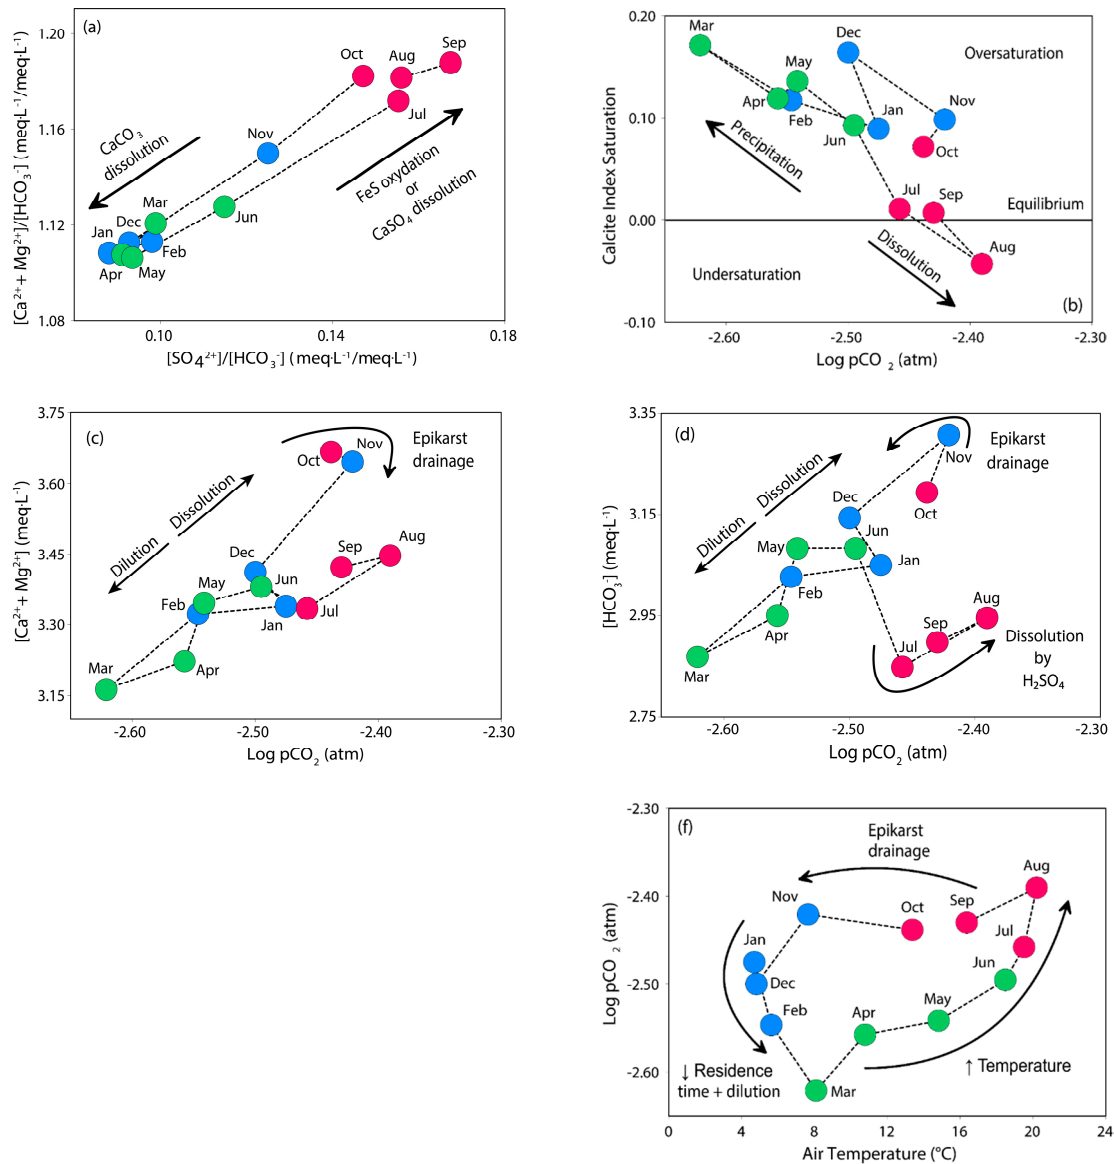 (a)
1.20
1.16
1.12
1.08
[Ca²⁺+ Mg²⁺]/[HCO₃⁻] (meq·L⁻¹/meq·L⁻¹)
Oct
Aug
Sep
Jul
Nov
CaCO₃
dissolution
FeS oxydation
or
CaSO₄ dissolution
Mar
Dec
Jan
Jun
Feb
Apr
May
0.10
0.14
0.18
[SO₄²⁺]/[HCO₃⁻] (meq·L⁻¹/meq·L⁻¹)
0.20
0.10
0.00
-0.10
Calcite Index Saturation
Mar
Dec
Oversaturation
May
Apr
Feb
Jan
Nov
Jun
Oct
Precipitation
Jul
Sep
Equilibrium
Aug
Dissolution
Undersaturation
(b)
-2.60
-2.50
-2.40
-2.30
Log pCO₂ (atm)
(c)
3.75
3.60
3.45
3.30
3.15
[Ca²⁺+ Mg²⁺] (meq·L⁻¹)
Oct
Nov
Epikarst
drainage
Dissolution
Dilution
Dec
Sep
Aug
May
Jun
Feb
Jan
Jul
Mar
Apr
-2.60
-2.50
-2.40
-2.30
Log pCO₂ (atm)
(d)
3.35
3.15
2.95
2.75
[HCO₃⁻] (meq·L⁻¹)
Epikarst
drainage
Nov
Dissolution
Dilution
Dec
Oct
Jun
May
Jan
Feb
Apr
Aug
Sep
Jul
Mar
Dissolution
by
H₂SO₄
-2.60
-2.50
-2.40
-2.30
Log pCO₂ (atm)
(f)
-2.30
-2.40
-2.50
-2.60
Log pCO₂ (atm)
Epikarst
drainage
Aug
Nov
Oct
Sep
Jul
Jan
Jun
Dec
Feb
Apr
May
Mar
↓ Residence
time + dilution
↑ Temperature
0
4
8
12
16
20
24
Air Temperature (°C)